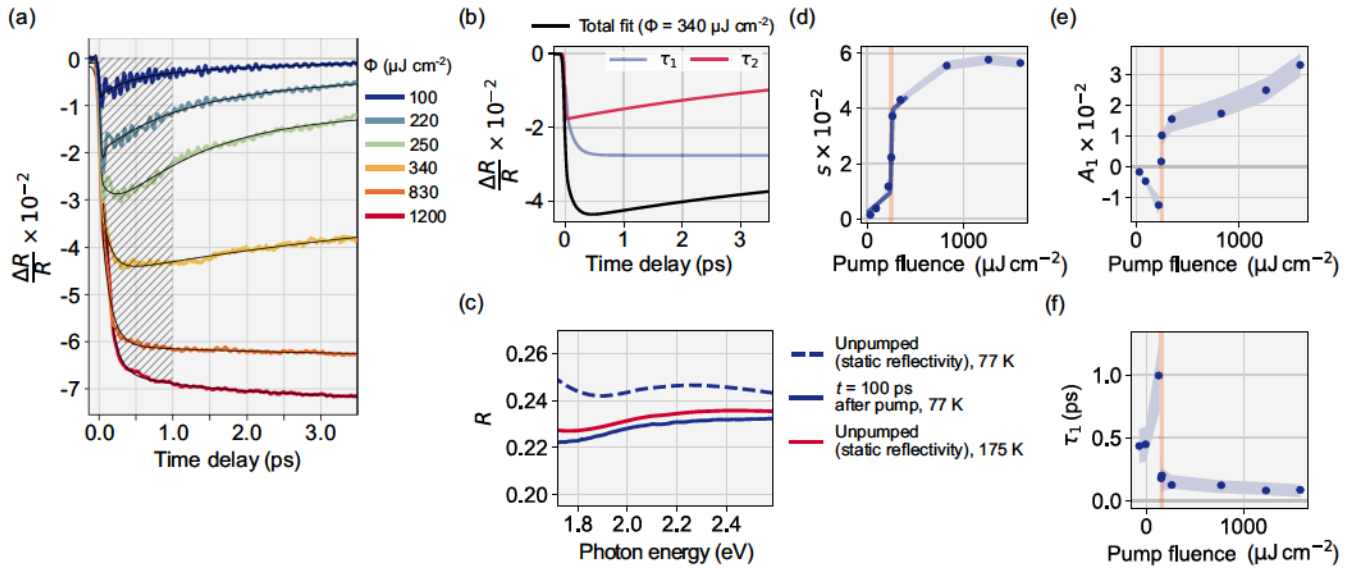 (a)
Φ (μJ cm⁻²)
100
220
250
340
830
1200
ΔR/R × 10⁻²
0
-1
-2
-3
-4
-5
-6
-7
0.0 1.0 2.0 3.0
Time delay (ps)
(b)
Total fit (Φ = 340 μJ cm⁻²)
τ₁ τ₂
ΔR/R × 10⁻²
0
-2
-4
0 1 2 3
Time delay (ps)
(c)
R
0.26
0.24
0.22
0.20
1.8 2.0 2.2 2.4
Photon energy (eV)
Unpumped
(static reflectivity), 77 K
t = 100 ps
after pump, 77 K
Unpumped
(static reflectivity), 175 K
(d)
s × 10⁻²
6
4
2
0
0 1000
Pump fluence (μJ cm⁻²)
(e)
A₁ × 10⁻²
3
2
1
0
-1
0 1000
Pump fluence (μJ cm⁻²)
(f)
τ₁ (ps)
1.0
0.5
0.0
0 1000
Pump fluence (μJ cm⁻²)